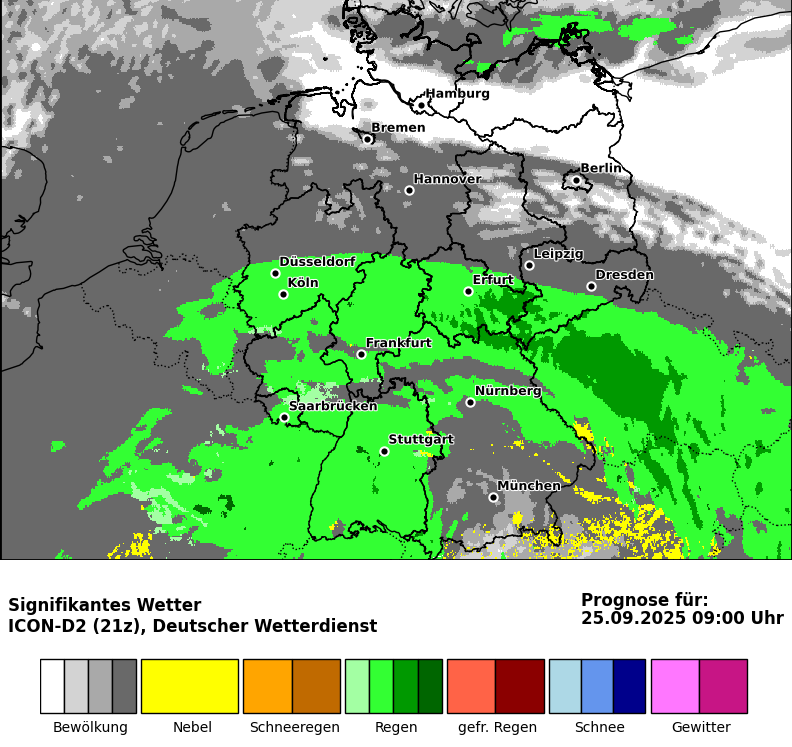 Hamburg
Bremen
Berlin
Hannover
Leipzig
Düsseldorf
Dresden
Köln
Erfurt
Frankfurt
Nürnberg
Saarbrücken
Stuttgart
München
Signifikantes Wetter
ICON-D2 (21z), Deutscher Wetterdienst
Prognose für:
25.09.2025 09:00 Uhr
Bewölkung
Nebel
Schneeregen
Regen
gefr. Regen
Schnee
Gewitter